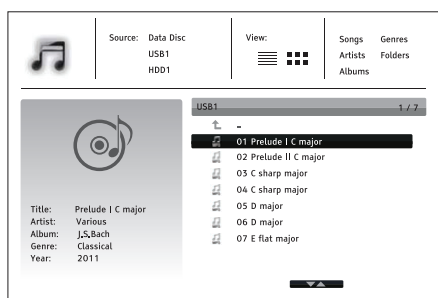 Source: Data Disc
USB1
HDD1
View:
Songs Genres
Artists Folders
Albums
USB1 1 / 7
-
01 Prelude I C major
02 Prelude II C major
03 C sharp major
04 C sharp major
05 D major
06 D major
07 E flat major
Title: Prelude I C major
Artist: Various
Album: J.S.Bach
Genre: Classical
Year: 2011